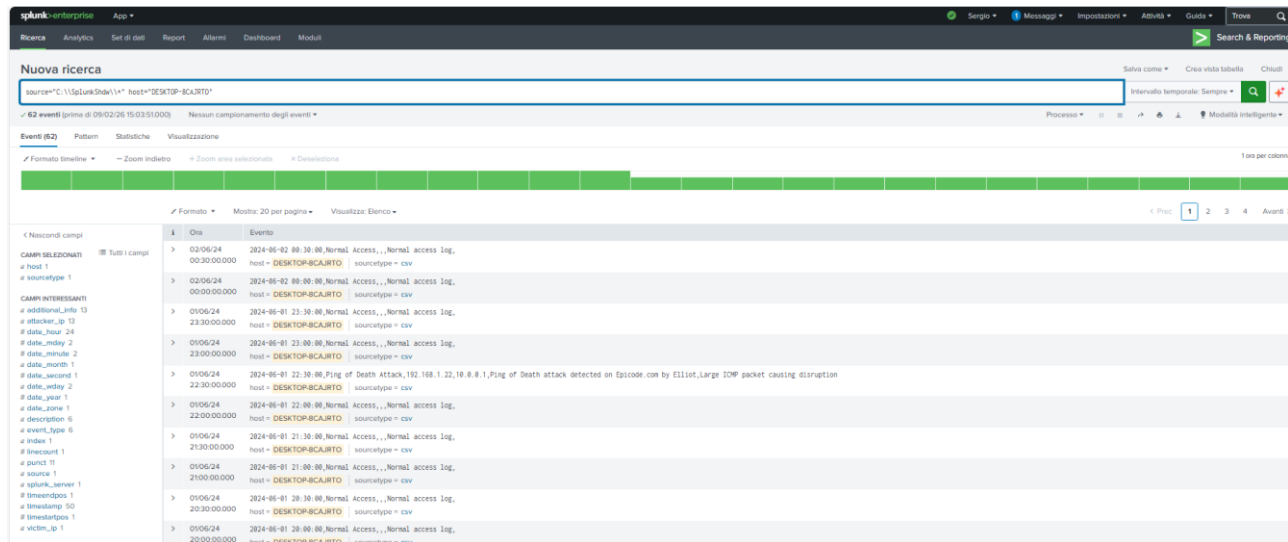 splunk>enterprise App ▾ Sergio ▾ 1 Messaggi ▾ Impostazioni ▾ Attività ▾ Guida ▾ Trova
Ricerca Analytics Set di dati Report Allarmi Dashboard Moduli > Search & Reporting
Nuova ricerca Salva come ▾ Crea vista tabella Chiudi
source="C:\\SplunkShdw\\*" host="DESKTOP-8CAJRTO" Intervallo temporale: Sempre ▾
✓ 62 eventi (prima di 09/02/26 15:03:51.000) Nessun campionamento degli eventi ▾ Processo ▾ Modalità intelligente ▾
Eventi (62) Pattern Statistiche Visualizzazione
Formato timeline ▾ — Zoom indietro + Zoom area selezionata × Deseleziona 1 ora per colonna
Formato ▾ Mostra: 20 per pagina ▾ Visualizza: Elenco ▾ < Prec 1 2 3 4 Avanti >
< Nascondi campi Tutti i campi
CAMPI SELEZIONATI
a host 1
a sourcetype 1
CAMPI INTERESSANTI
a additional_info 13
a attacker_ip 13
# date_hour 24
# date_mday 2
# date_minute 2
a date_month 1
# date_second 1
a date_wday 2
# date_year 1
a date_zone 1
a description 6
a event_type 6
a index 1
# linecount 1
a punct 11
a source 1
a splunk_server 1
# timeendpos 1
a timestamp 50
# timestartpos 1
a victim_ip 1
i Ora Evento
> 02/06/24 2024-06-02 00:30:00,Normal Access,,,Normal access log,
00:30:00.000 host = DESKTOP-8CAJRTO sourcetype = csv
> 02/06/24 2024-06-02 00:00:00,Normal Access,,,Normal access log,
00:00:00.000 host = DESKTOP-8CAJRTO sourcetype = csv
> 01/06/24 2024-06-01 23:30:00,Normal Access,,,Normal access log,
23:30:00.000 host = DESKTOP-8CAJRTO sourcetype = csv
> 01/06/24 2024-06-01 23:00:00,Normal Access,,,Normal access log,
23:00:00.000 host = DESKTOP-8CAJRTO sourcetype = csv
> 01/06/24 2024-06-01 22:30:00,Ping of Death Attack,192.168.1.22,10.0.0.1,Ping of Death attack detected on Epicode.com by Elliot,Large ICMP packet causing disruption
22:30:00.000 host = DESKTOP-8CAJRTO sourcetype = csv
> 01/06/24 2024-06-01 22:00:00,Normal Access,,,Normal access log,
22:00:00.000 host = DESKTOP-8CAJRTO sourcetype = csv
> 01/06/24 2024-06-01 21:30:00,Normal Access,,,Normal access log,
21:30:00.000 host = DESKTOP-8CAJRTO sourcetype = csv
> 01/06/24 2024-06-01 21:00:00,Normal Access,,,Normal access log,
21:00:00.000 host = DESKTOP-8CAJRTO sourcetype = csv
> 01/06/24 2024-06-01 20:30:00,Normal Access,,,Normal access log,
20:30:00.000 host = DESKTOP-8CAJRTO sourcetype = csv
> 01/06/24 2024-06-01 20:00:00,Normal Access,,,Normal access log,
20:00:00.000 host = DESKTOP-8CAJRTO sourcetype = csv